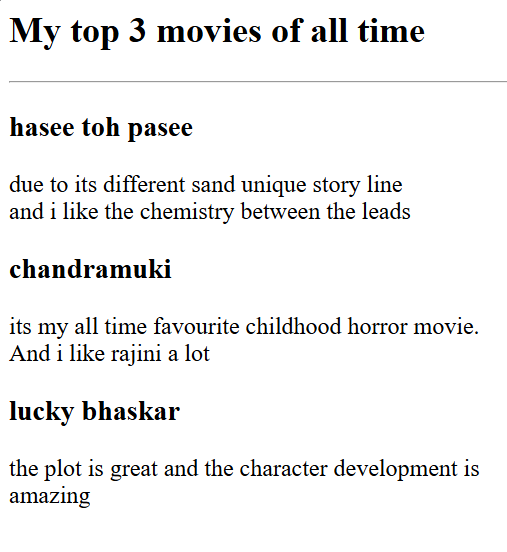 My top 3 movies of all time
hasee toh pasee
due to its different sand unique story line
and i like the chemistry between the leads
chandramuki
its my all time favourite childhood horror movie.
And i like rajini a lot
lucky bhaskar
the plot is great and the character development is
amazing